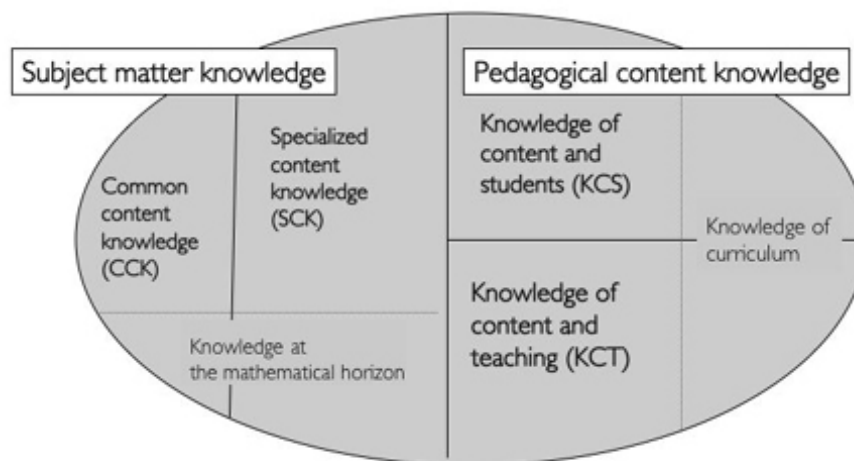 Subject matter knowledge
Pedagogical content knowledge
Common
content
knowledge
(CCK)
Specialized
content
knowledge
(SCK)
Knowledge at
the mathematical horizon
Knowledge of
content and
students (KCS)
Knowledge of
content and
teaching (KCT)
Knowledge of
curriculum